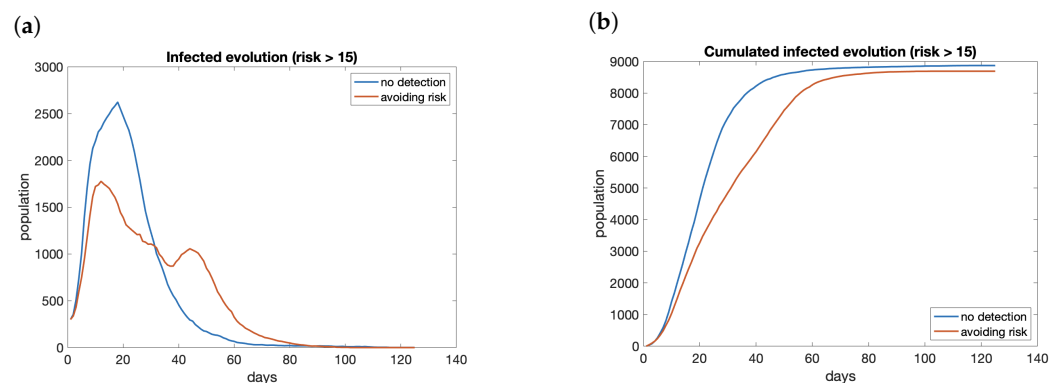 (a)
Infected evolution (risk > 15)
3000
2500
2000
1500
1000
500
0
population
0 20 40 60 80 100 120 140
days
no detection
avoiding risk
(b)
Cumulated infected evolution (risk > 15)
9000
8000
7000
6000
5000
4000
3000
2000
1000
0
population
0 20 40 60 80 100 120 140
days
no detection
avoiding risk